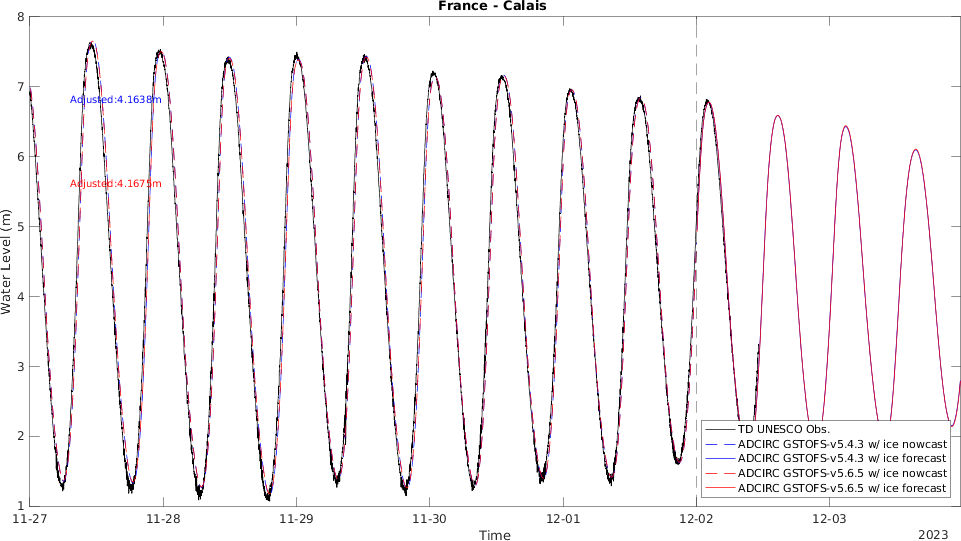 France - Calais
8
7
6
5
4
3
2
1
Water Level (m)
Adjusted:4.1638m
Adjusted:4.1675m
TD UNESCO Obs.
ADCIRC GSTOFS-v5.4.3 w/ ice nowcast
ADCIRC GSTOFS-v5.4.3 w/ ice forecast
ADCIRC GSTOFS-v5.6.5 w/ ice nowcast
ADCIRC GSTOFS-v5.6.5 w/ ice forecast
11-27 11-28 11-29 11-30 12-01 12-02 12-03
Time
2023